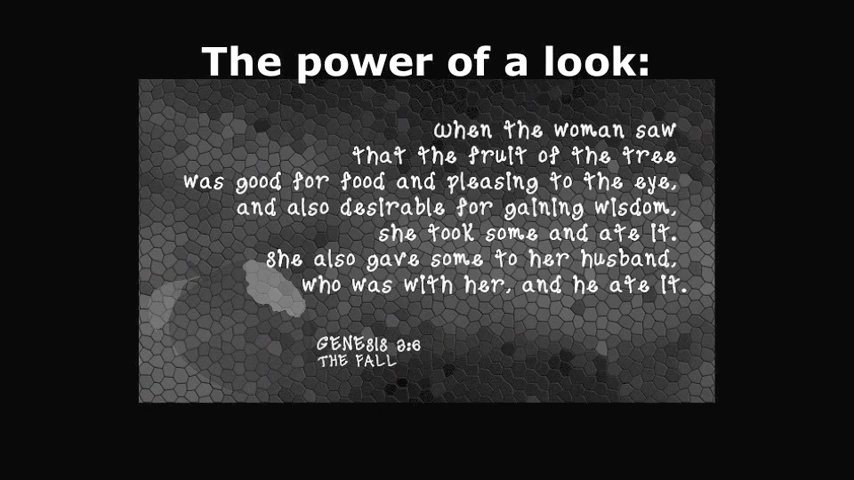 The power of a look:
when the woman saw
that the fruit of the tree
was good for food and pleasing to the eye,
and also desirable for gaining wisdom,
she took some and ate it.
She also gave some to her husband,
who was with her, and he ate it.
GENESIS 3:6
THE FALL